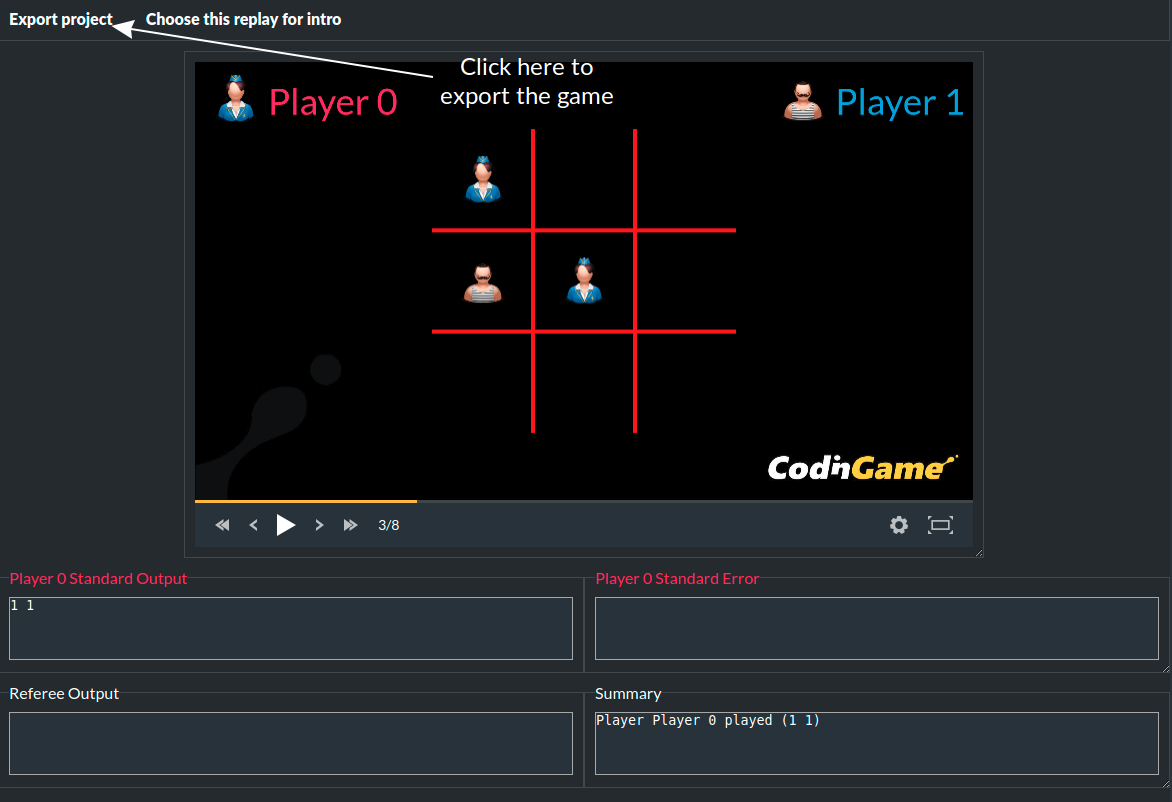 Export project
Choose this replay for intro
Click here to
export the game
Player 0
Player 1
CodinGame
3/8
Player 0 Standard Output
Player 0 Standard Error
1 1
Referee Output
Summary
Player Player 0 played (1 1)